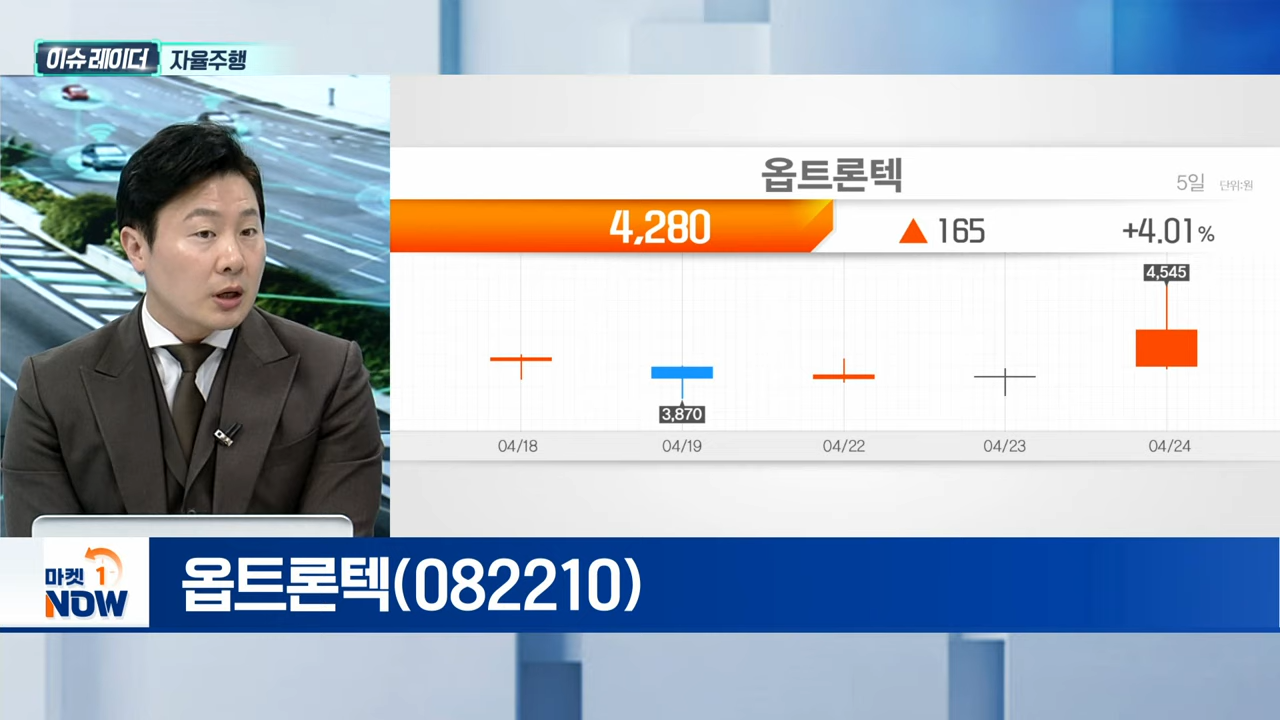 이슈레이더 자율주행
옵트론텍
5일 단위:원
4,280 ▲ 165 +4.01%
4,545
3,870
04/18 04/19 04/22 04/23 04/24
마켓 1
NOW
옵트론텍(082210)